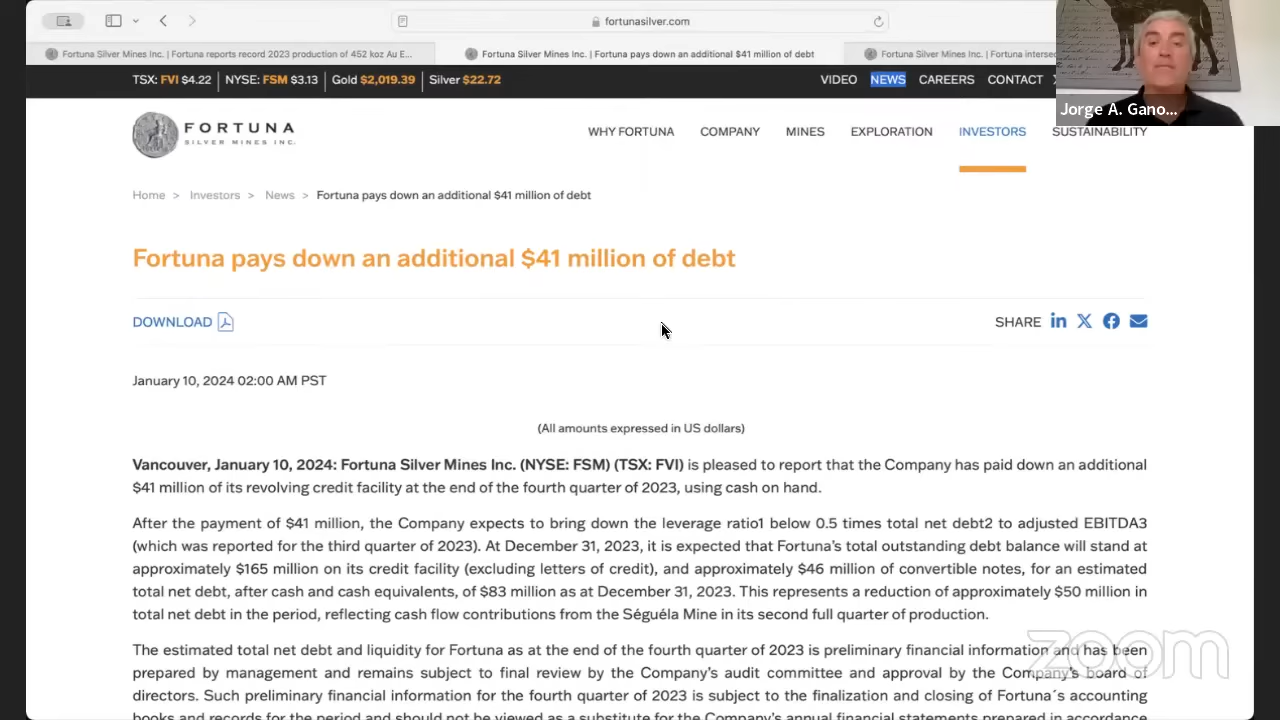 fortunasilver.com
Fortuna Silver Mines Inc. | Fortuna reports record 2023 production of 452 koz Au E...
Fortuna Silver Mines Inc. | Fortuna pays down an additional $41 million of debt
Fortuna Silver Mines Inc. | Fortuna interse
TSX: FVI $4.22 NYSE: FSM $3.13 Gold $2,019.39 Silver $22.72
VIDEO NEWS CAREERS CONTACT
Jorge A. Gano...
FORTUNA
SILVER MINES INC.
WHY FORTUNA COMPANY MINES EXPLORATION INVESTORS SUSTAINABILITY
Home > Investors > News > Fortuna pays down an additional $41 million of debt
Fortuna pays down an additional $41 million of debt
DOWNLOAD
SHARE
January 10, 2024 02:00 AM PST
(All amounts expressed in US dollars)
Vancouver, January 10, 2024: Fortuna Silver Mines Inc. (NYSE: FSM) (TSX: FVI) is pleased to report that the Company has paid down an additional
$41 million of its revolving credit facility at the end of the fourth quarter of 2023, using cash on hand.
After the payment of $41 million, the Company expects to bring down the leverage ratio1 below 0.5 times total net debt2 to adjusted EBITDA3
(which was reported for the third quarter of 2023). At December 31, 2023, it is expected that Fortuna's total outstanding debt balance will stand at
approximately $165 million on its credit facility (excluding letters of credit), and approximately $46 million of convertible notes, for an estimated
total net debt, after cash and cash equivalents, of $83 million as at December 31, 2023. This represents a reduction of approximately $50 million in
total net debt in the period, reflecting cash flow contributions from the Séguéla Mine in its second full quarter of production.
The estimated total net debt and liquidity for Fortuna as at the end of the fourth quarter of 2023 is preliminary financial information and has been
prepared by management and remains subject to final review by the Company's audit committee and approval by the Company's board of
directors. Such preliminary financial information for the fourth quarter of 2023 is subject to the finalization and closing of Fortuna´s accounting
books and records for the period and should not be viewed as a substitute for the Company's annual financial statements prepared in accordance
zoom